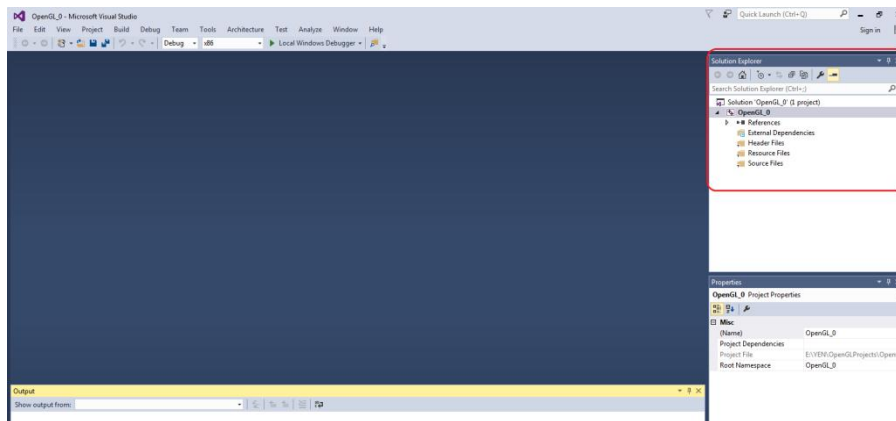 OpenGL_0 - Microsoft Visual Studio
Quick Launch (Ctrl+Q)
File Edit View Project Build Debug Team Tools Architecture Test Analyze Window Help
Sign in
Debug x86 Local Windows Debugger
Solution Explorer
Search Solution Explorer (Ctrl+;)
Solution 'OpenGL_0' (1 project)
OpenGL_0
References
External Dependencies
Header Files
Resource Files
Source Files
Properties
OpenGL_0 Project Properties
Misc
(Name) OpenGL_0
Project Dependencies
Project File E:\YEN\OpenGLProjects\Open
Root Namespace OpenGL_0
Output
Show output from: